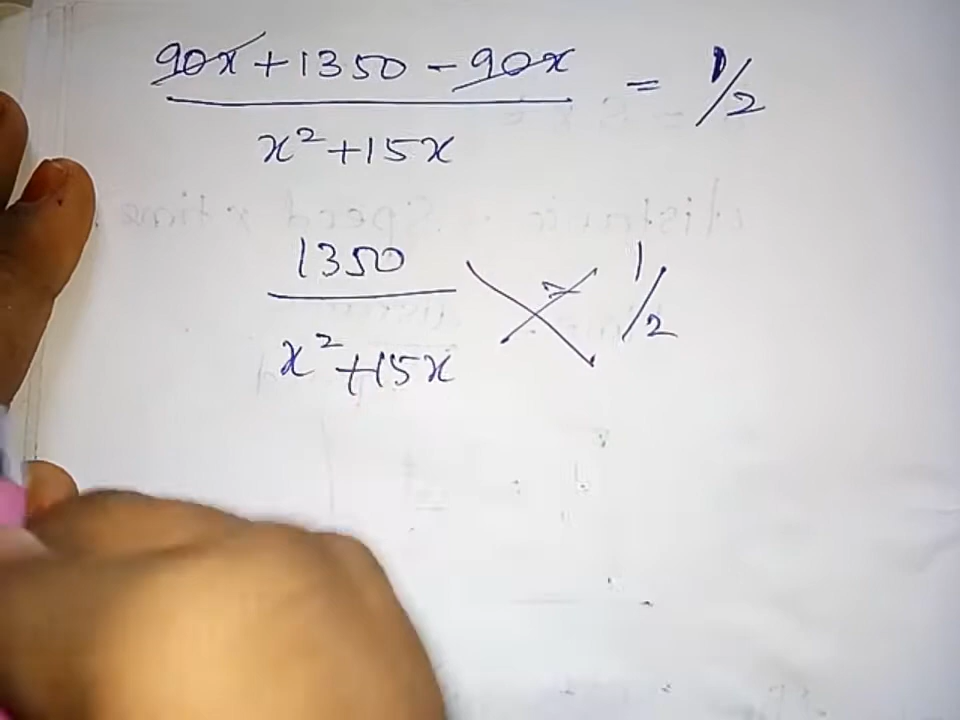 90x + 1350 - 90x / x² + 15x = 1/2
1350 / x² + 15x = 1/2